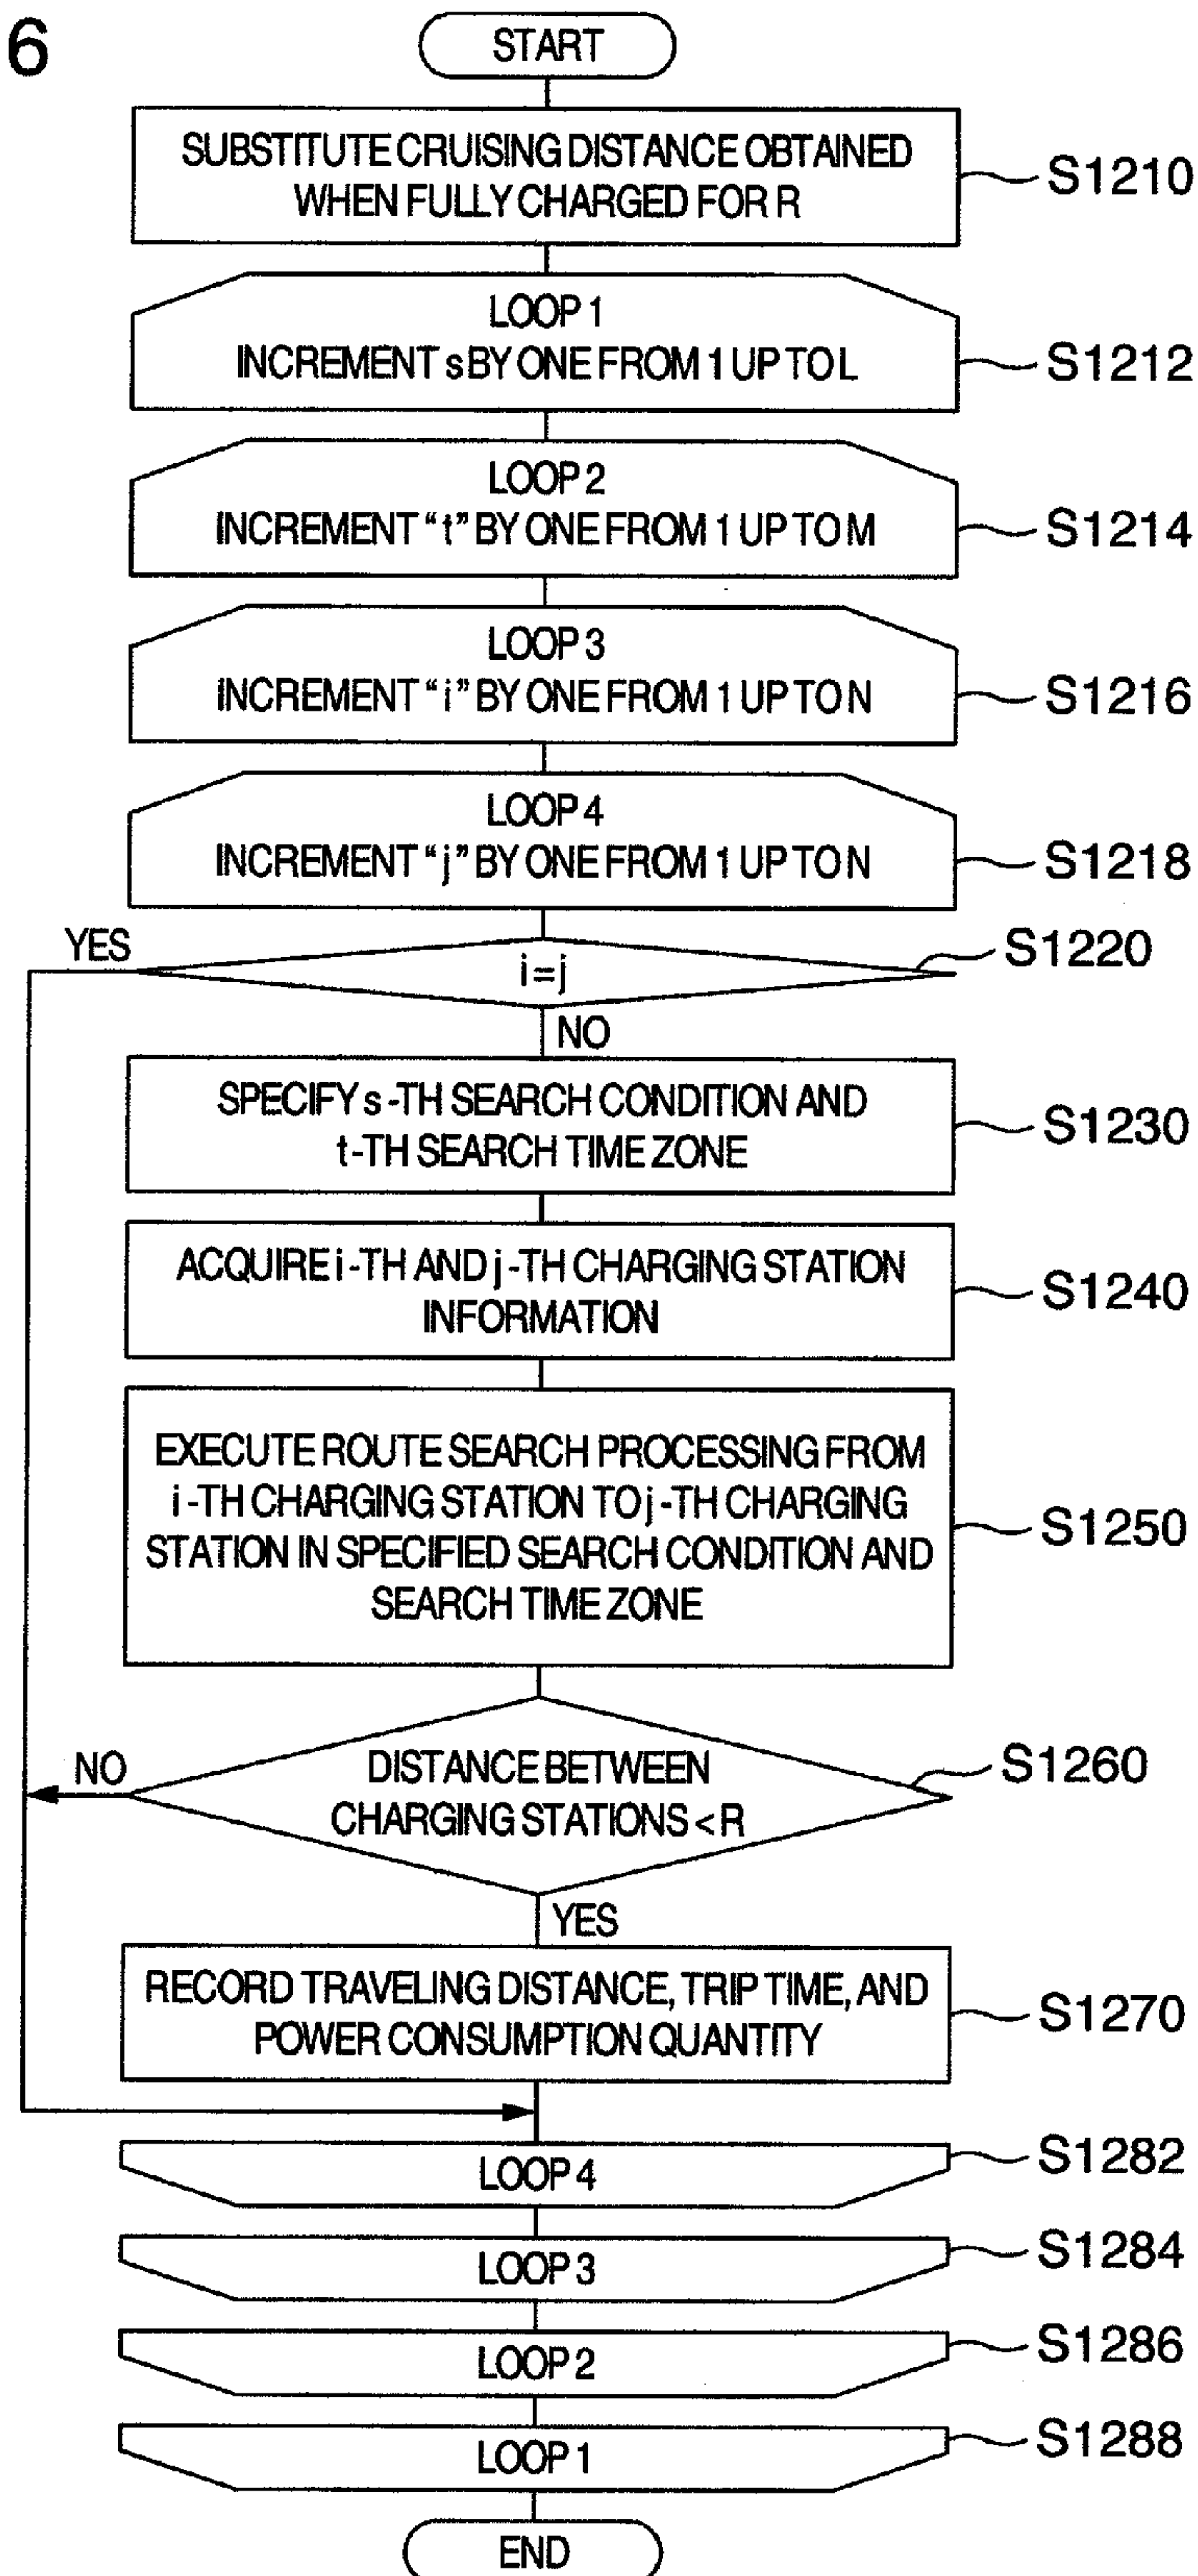 6
START
SUBSTITUTE CRUISING DISTANCE OBTAINED
WHEN FULLY CHARGED FOR R
S1210
LOOP 1
INCREMENT s BY ONE FROM 1 UP TO L
S1212
LOOP 2
INCREMENT “t” BY ONE FROM 1 UP TO M
S1214
LOOP 3
INCREMENT “i” BY ONE FROM 1 UP TO N
S1216
LOOP 4
INCREMENT “j” BY ONE FROM 1 UP TO N
S1218
YES
i=j
S1220
NO
SPECIFY s-TH SEARCH CONDITION AND
t-TH SEARCH TIME ZONE
S1230
ACQUIRE i-TH AND j-TH CHARGING STATION
INFORMATION
S1240
EXECUTE ROUTE SEARCH PROCESSING FROM
i-TH CHARGING STATION TO j-TH CHARGING
STATION IN SPECIFIED SEARCH CONDITION AND
SEARCH TIME ZONE
S1250
NO
DISTANCE BETWEEN
CHARGING STATIONS < R
S1260
YES
RECORD TRAVELING DISTANCE, TRIP TIME, AND
POWER CONSUMPTION QUANTITY
S1270
LOOP 4
S1282
LOOP 3
S1284
LOOP 2
S1286
LOOP 1
S1288
END